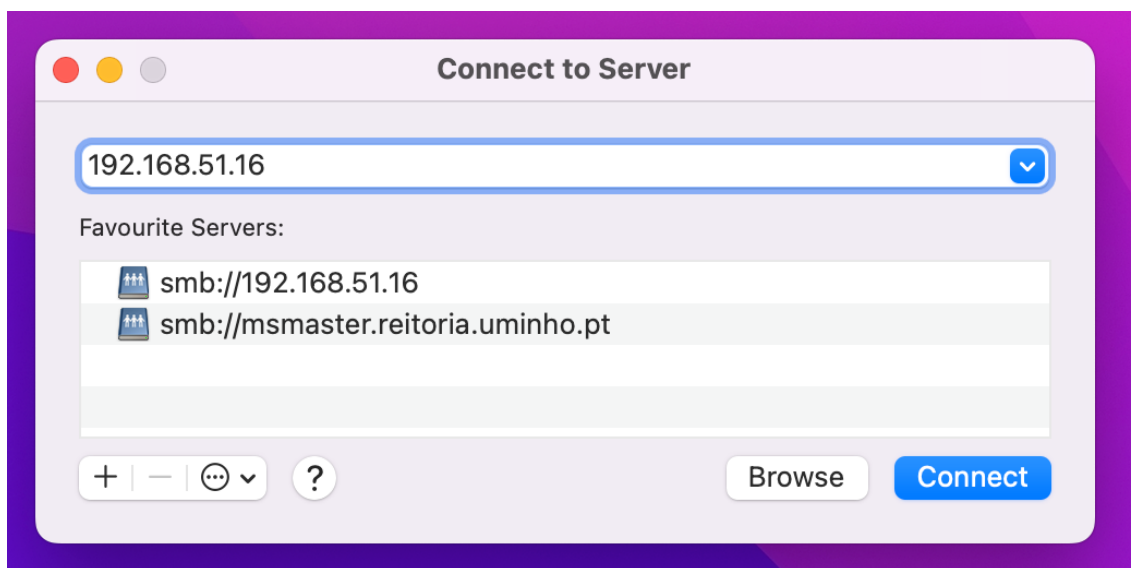 Connect to Server
192.168.51.16
Favourite Servers:
smb://192.168.51.16
smb://msmaster.reitoria.uminho.pt
? Browse Connect